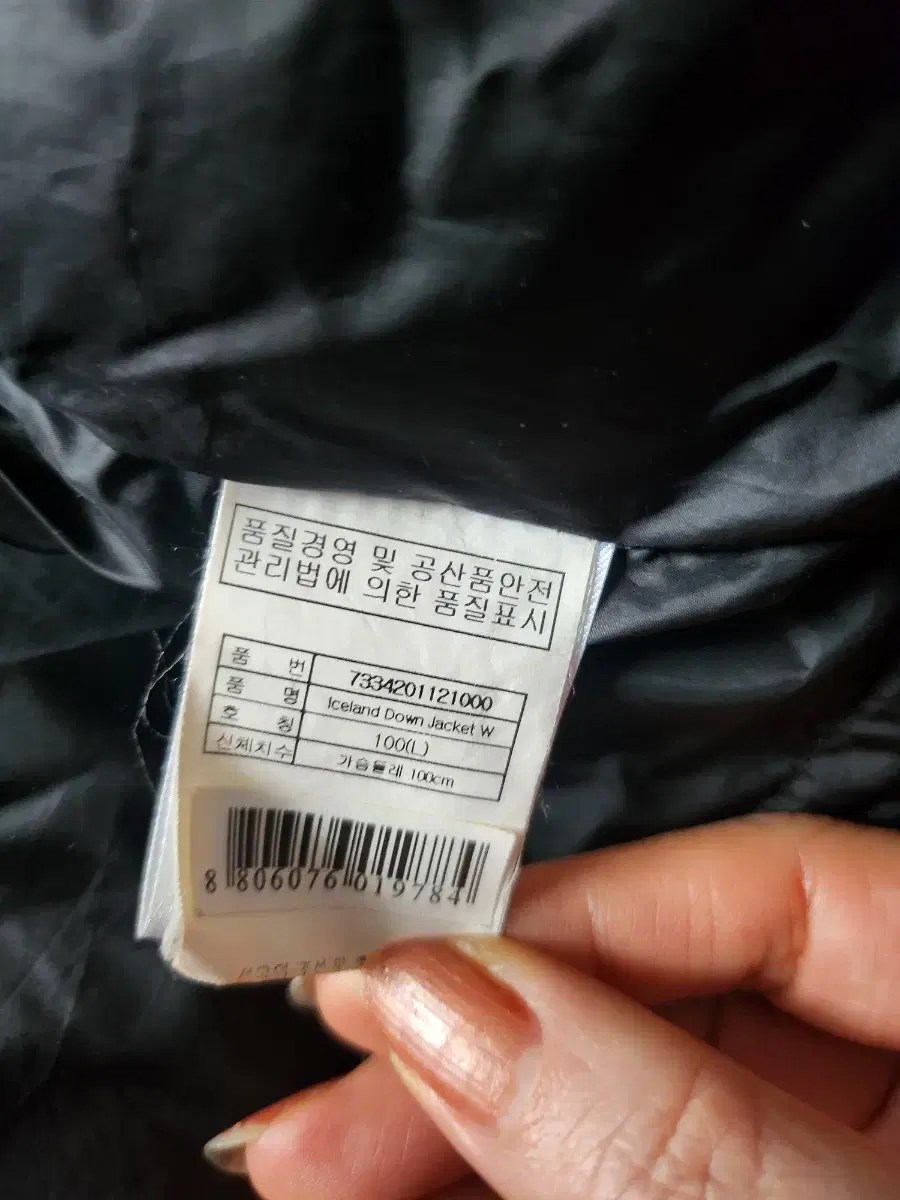 품질경영 및 공산품안전
관리법에 의한 품질표시
품 번 7334201121000
품 명 Iceland Down Jacket W
호 칭 100(L)
신체치수 가슴둘레 100cm
8 806076 019784